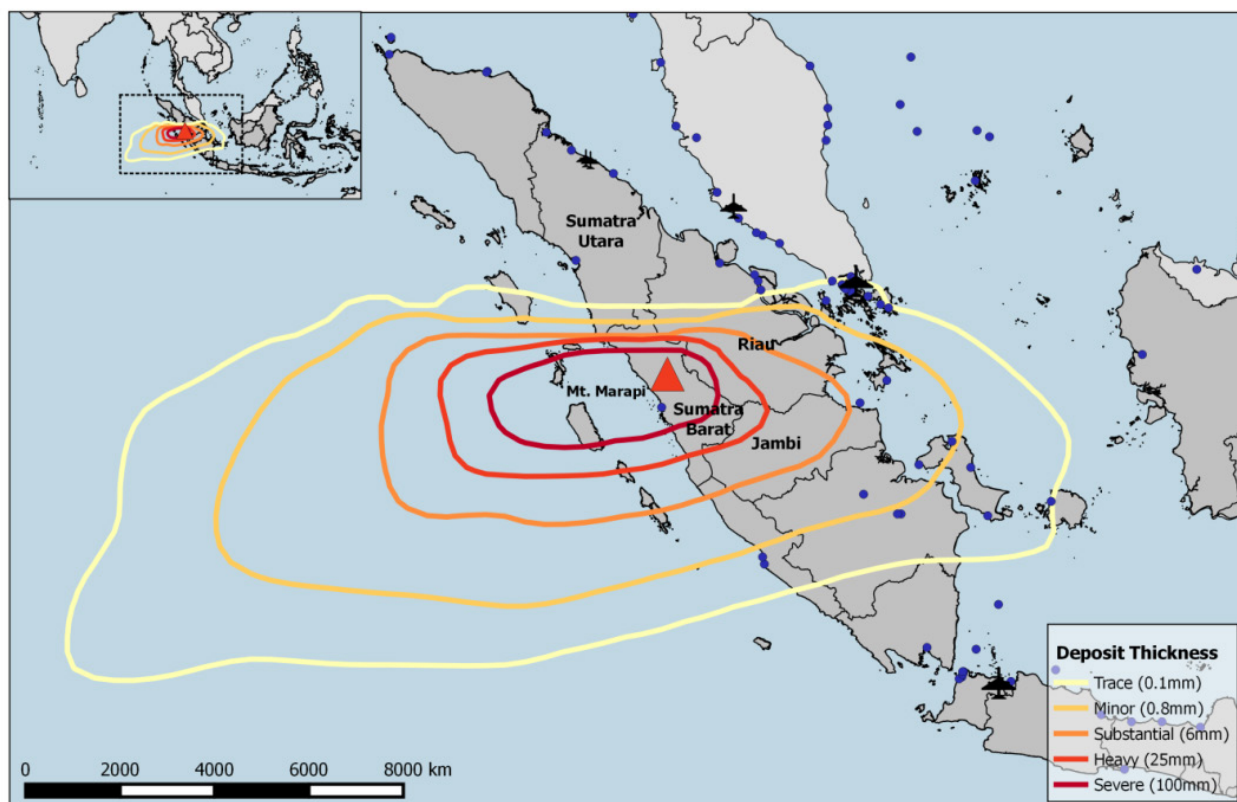 Sumatra
Utara
Riau
Mt. Marapi
Sumatra
Barat
Jambi
Deposit Thickness
Trace (0.1mm)
Minor (0.8mm)
Substantial (6mm)
Heavy (25mm)
Severe (100mm)
0 2000 4000 6000 8000 km